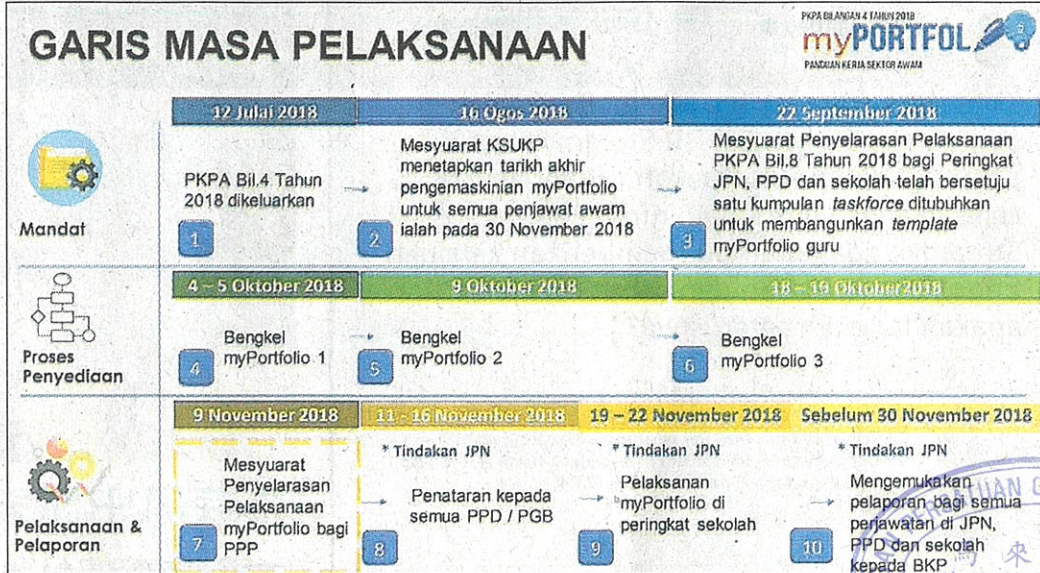 GARIS MASA PELAKSANAAN
PKPA BILANGAN 4 TAHUN 2018
myPORTFOL
PANDUAN KERJA SEKTOR AWAM
12 Julai 2018
16 Ogos 2018
22 September 2018
Mandat
PKPA Bil.4 Tahun
2018 dikeluarkan
1
Mesyuarat KSUKP
menetapkan tarikh akhir
pengemaskinian myPortfolio
untuk semua penjawat awam
ialah pada 30 November 2018
2
Mesyuarat Penyelarasan Pelaksanaan
PKPA Bil.8 Tahun 2018 bagi Peringkat
JPN, PPD dan sekolah telah bersetuju
satu kumpulan taskforce ditubuhkan
untuk membangunkan template
myPortfolio guru
3
4 – 5 Oktober 2018
9 Oktober 2018
18 – 19 Oktober2018
Proses
Penyediaan
Bengkel
myPortfolio 1
4
Bengkel
myPortfolio 2
5
Bengkel
myPortfolio 3
6
9 November 2018
11 - 16 November 2018
19 – 22 November 2018
Sebelum 30 November 2018
Pelaksanaan &
Pelaporan
Mesyuarat
Penyelarasan
Pelaksanaan
myPortfolio bagi
PPP
7
* Tindakan JPN
Penataran kepada
semua PPD / PGB
8
* Tindakan JPN
Pelaksanan
myPortfolio di
peringkat sekolah
9
* Tindakan JPN
Mengemukakan
pelaporan bagi semua
perjawatan di JPN,
PPD dan sekolah
kepada BKP
10
來